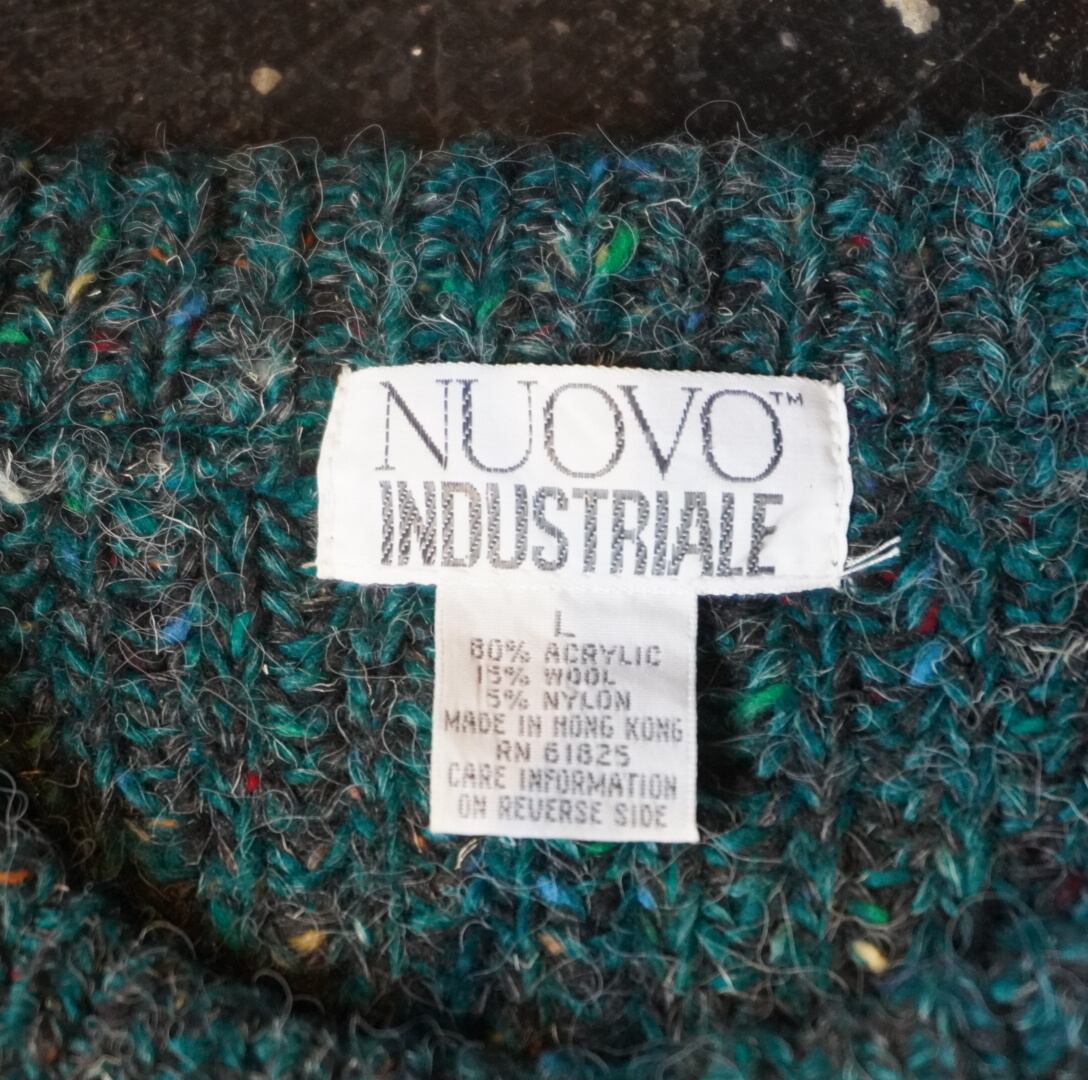 NUOVO™
INDUSTRIALE
L
80% ACRYLIC
15% WOOL
5% NYLON
MADE IN HONG KONG
RN 61825
CARE INFORMATION
ON REVERSE SIDE